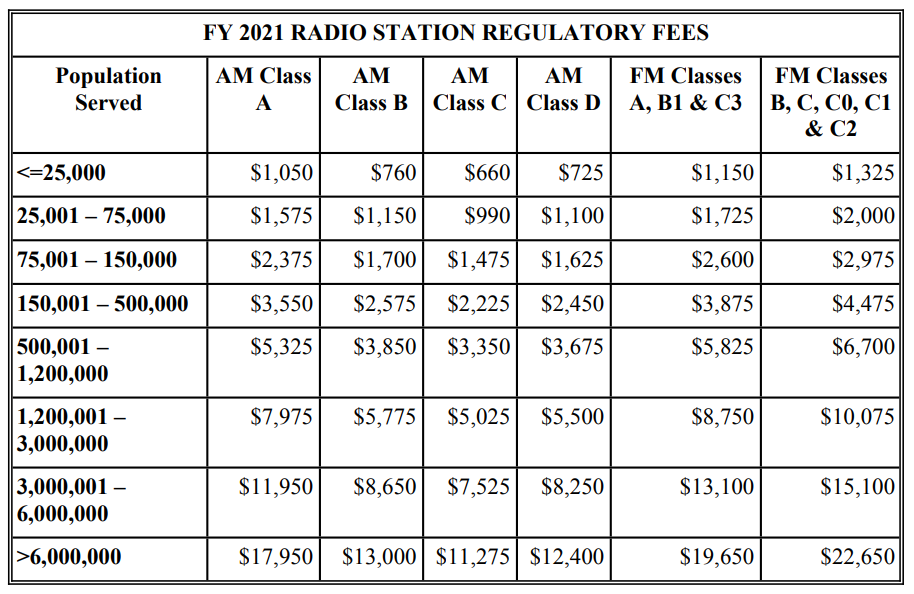 FY 2021 RADIO STATION REGULATORY FEES
Population Served AM Class A AM Class B AM Class C AM Class D FM Classes A, B1 & C3 FM Classes B, C, C0, C1 & C2
<=25,000 $1,050 $760 $660 $725 $1,150 $1,325
25,001 – 75,000 $1,575 $1,150 $990 $1,100 $1,725 $2,000
75,001 – 150,000 $2,375 $1,700 $1,475 $1,625 $2,600 $2,975
150,001 – 500,000 $3,550 $2,575 $2,225 $2,450 $3,875 $4,475
500,001 – 1,200,000 $5,325 $3,850 $3,350 $3,675 $5,825 $6,700
1,200,001 – 3,000,000 $7,975 $5,775 $5,025 $5,500 $8,750 $10,075
3,000,001 – 6,000,000 $11,950 $8,650 $7,525 $8,250 $13,100 $15,100
>6,000,000 $17,950 $13,000 $11,275 $12,400 $19,650 $22,650